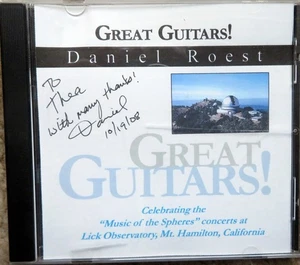 GREAT GUITARS!
Daniel Roest
To
Thea
with many thanks!
Daniel
10/19/08
GREAT
GUITARS!
Celebrating the
"Music of the Spheres" concerts at
Lick Observatory, Mt. Hamilton, California